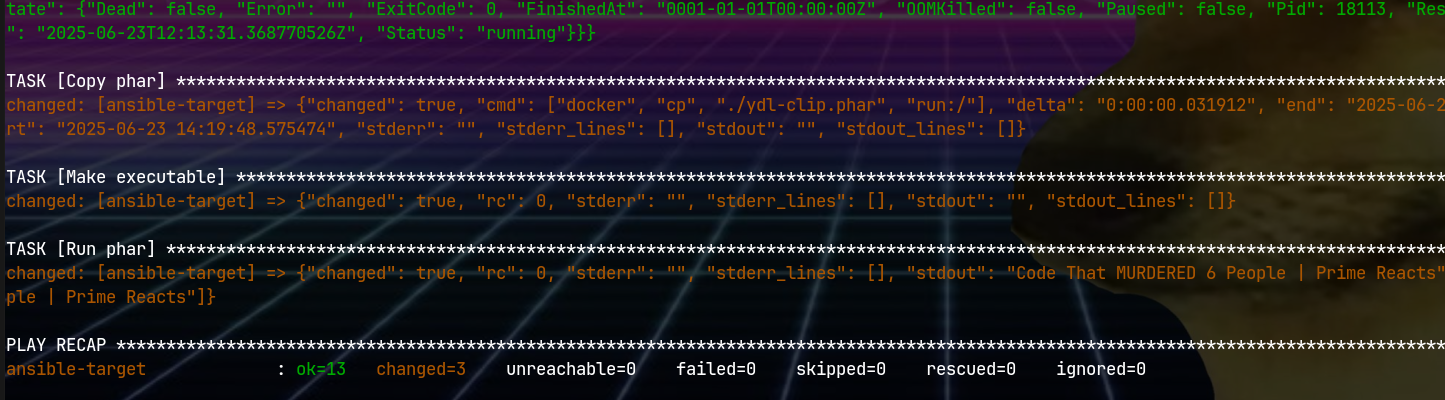 tate": {"Dead": false, "Error": "", "ExitCode": 0, "FinishedAt": "0001-01-01T00:00:00Z", "OOMKilled": false, "Paused": false, "Pid": 18113, "Res
": "2025-06-23T12:13:31.368770526Z", "Status": "running"}}}
TASK [Copy phar] *******************************************************************************************************************************
changed: [ansible-target] => {"changed": true, "cmd": ["docker", "cp", "./ydl-clip.phar", "run:/"], "delta": "0:00:00.031912", "end": "2025-06-2
rt": "2025-06-23 14:19:48.575474", "stderr": "", "stderr_lines": [], "stdout": "", "stdout_lines": []}
TASK [Make executable] *************************************************************************************************************************
changed: [ansible-target] => {"changed": true, "rc": 0, "stderr": "", "stderr_lines": [], "stdout": "", "stdout_lines": []}
TASK [Run phar] ********************************************************************************************************************************
changed: [ansible-target] => {"changed": true, "rc": 0, "stderr": "", "stderr_lines": [], "stdout": "Code That MURDERED 6 People | Prime Reacts"
ple | Prime Reacts"]}
PLAY RECAP *************************************************************************************************************************************
ansible-target             : ok=13   changed=3    unreachable=0    failed=0    skipped=0    rescued=0    ignored=0